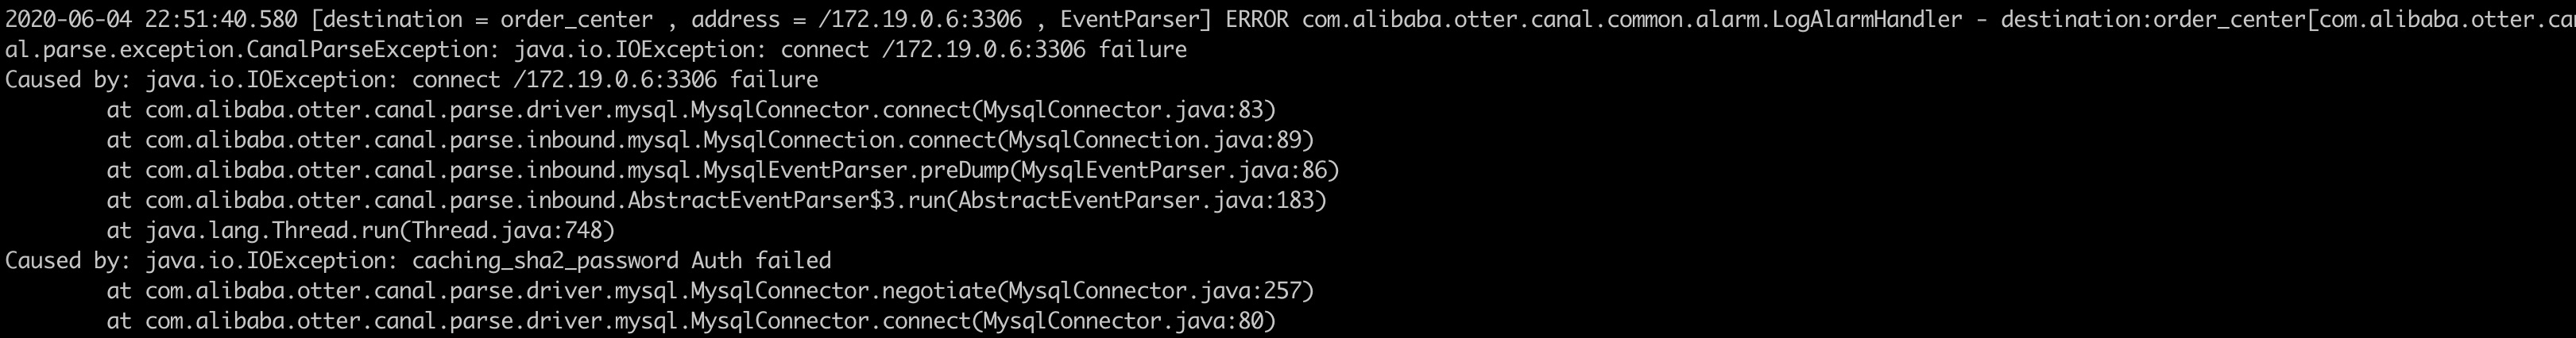 2020-06-04 22:51:40.580 [destination = order_center , address = /172.19.0.6:3306 , EventParser] ERROR com.alibaba.otter.canal.common.alarm.LogAlarmHandler - destination:order_center[com.alibaba.otter.can
al.parse.exception.CanalParseException: java.io.IOException: connect /172.19.0.6:3306 failure
Caused by: java.io.IOException: connect /172.19.0.6:3306 failure
        at com.alibaba.otter.canal.parse.driver.mysql.MysqlConnector.connect(MysqlConnector.java:83)
        at com.alibaba.otter.canal.parse.inbound.mysql.MysqlConnection.connect(MysqlConnection.java:89)
        at com.alibaba.otter.canal.parse.inbound.mysql.MysqlEventParser.preDump(MysqlEventParser.java:86)
        at com.alibaba.otter.canal.parse.inbound.AbstractEventParser$3.run(AbstractEventParser.java:183)
        at java.lang.Thread.run(Thread.java:748)
Caused by: java.io.IOException: caching_sha2_password Auth failed
        at com.alibaba.otter.canal.parse.driver.mysql.MysqlConnector.negotiate(MysqlConnector.java:257)
        at com.alibaba.otter.canal.parse.driver.mysql.MysqlConnector.connect(MysqlConnector.java:80)